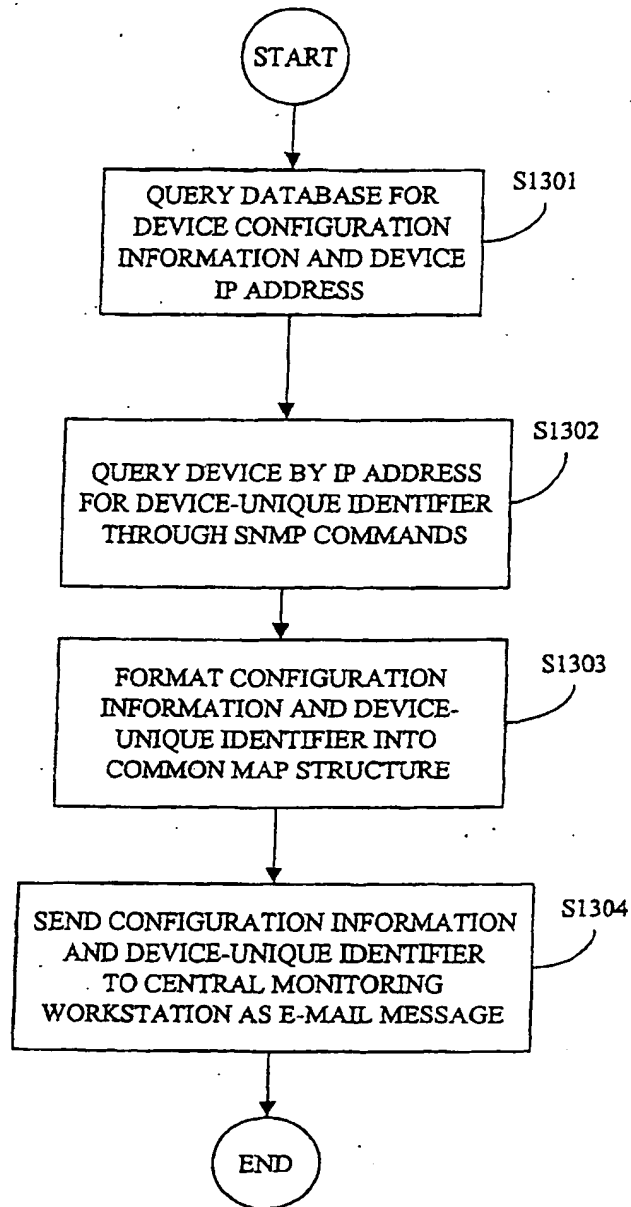 START
S1301
QUERY DATABASE FOR
DEVICE CONFIGURATION
INFORMATION AND DEVICE
IP ADDRESS
S1302
QUERY DEVICE BY IP ADDRESS
FOR DEVICE-UNIQUE IDENTIFIER
THROUGH SNMP COMMANDS
S1303
FORMAT CONFIGURATION
INFORMATION AND DEVICE-
UNIQUE IDENTIFIER INTO
COMMON MAP STRUCTURE
S1304
SEND CONFIGURATION INFORMATION
AND DEVICE-UNIQUE IDENTIFIER
TO CENTRAL MONITORING
WORKSTATION AS E-MAIL MESSAGE
END